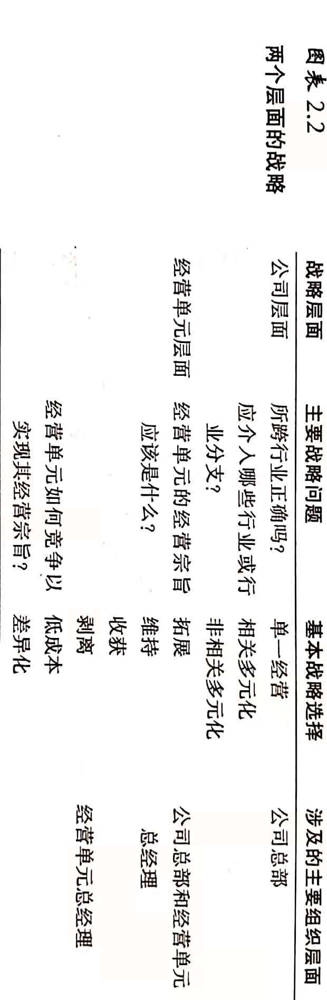 图表 2.2
两个层面的战略
战略层面 主要战略问题 基本战略选择 涉及的主要组织层面
公司层面 所跨行业正确吗？ 单一经营 公司总部
应介入哪些行业或行 相关多元化
业分支？ 非相关多元化
经营单元层面 经营单元的经营宗旨 拓展 公司总部和经营单元
应该是什么？ 维持 总经理
收获
剥离 经营单元总经理
经营单元如何竞争以 低成本
实现其经营宗旨？ 差异化